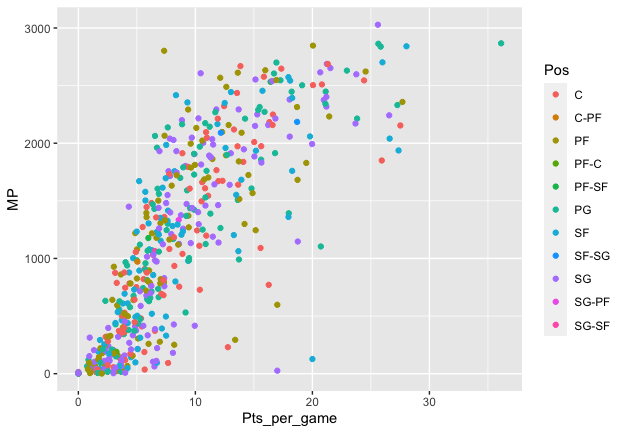 3000
2000
1000
0
MP
0
10
20
30
Pts_per_game
Pos
C
C-PF
PF
PF-C
PF-SF
PG
SF
SF-SG
SG
SG-PF
SG-SF